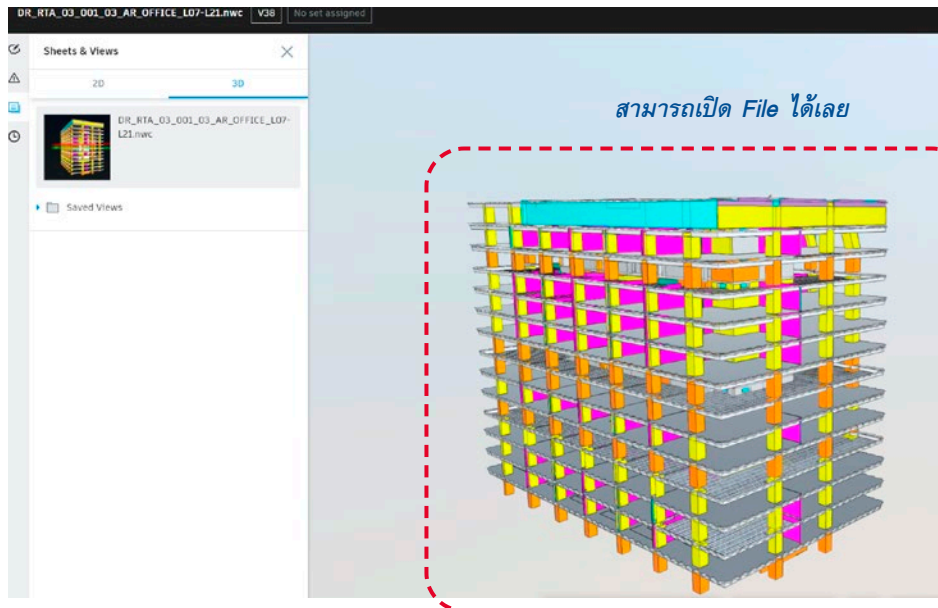 DR_RTA_03_001_03_AR_OFFICE_L07-L21.nwc V38 No set assigned
Sheets & Views
2D 3D
DR_RTA_03_001_03_AR_OFFICE_L07-
L21.nwc
Saved Views
สามารถเปิด File ได้เลย